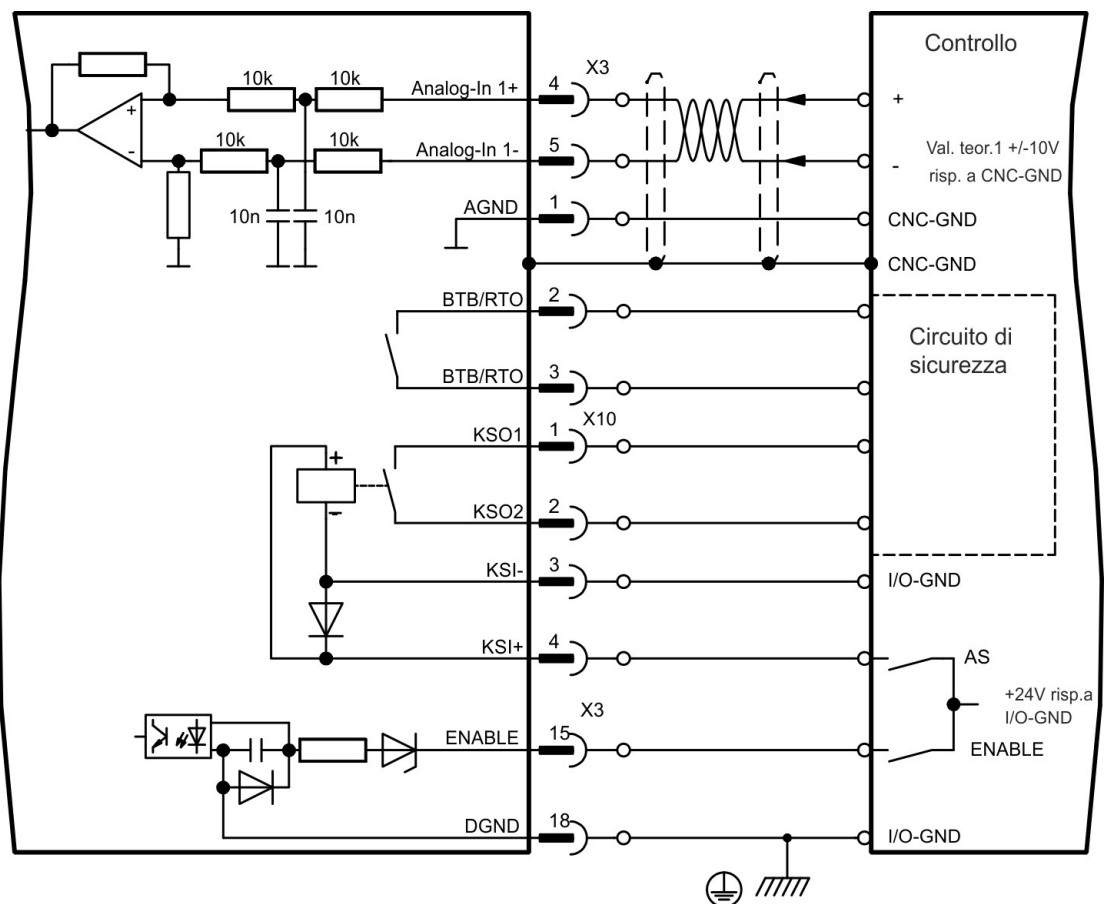 Controllo
X3
10k
10k
Analog-In 1+
4
+
+
10k
10k
Analog-In 1-
5
-
-
Val. teor.1 +/-10V
risp. a CNC-GND
10n
10n
AGND
1
CNC-GND
CNC-GND
BTB/RTO
2
Circuito di
sicurezza
BTB/RTO
3
X10
KSO1
1
+
-
KSO2
2
KSI-
3
I/O-GND
KSI+
4
AS
+24V risp.a
I/O-GND
X3
ENABLE
15
ENABLE
DGND
18
I/O-GND